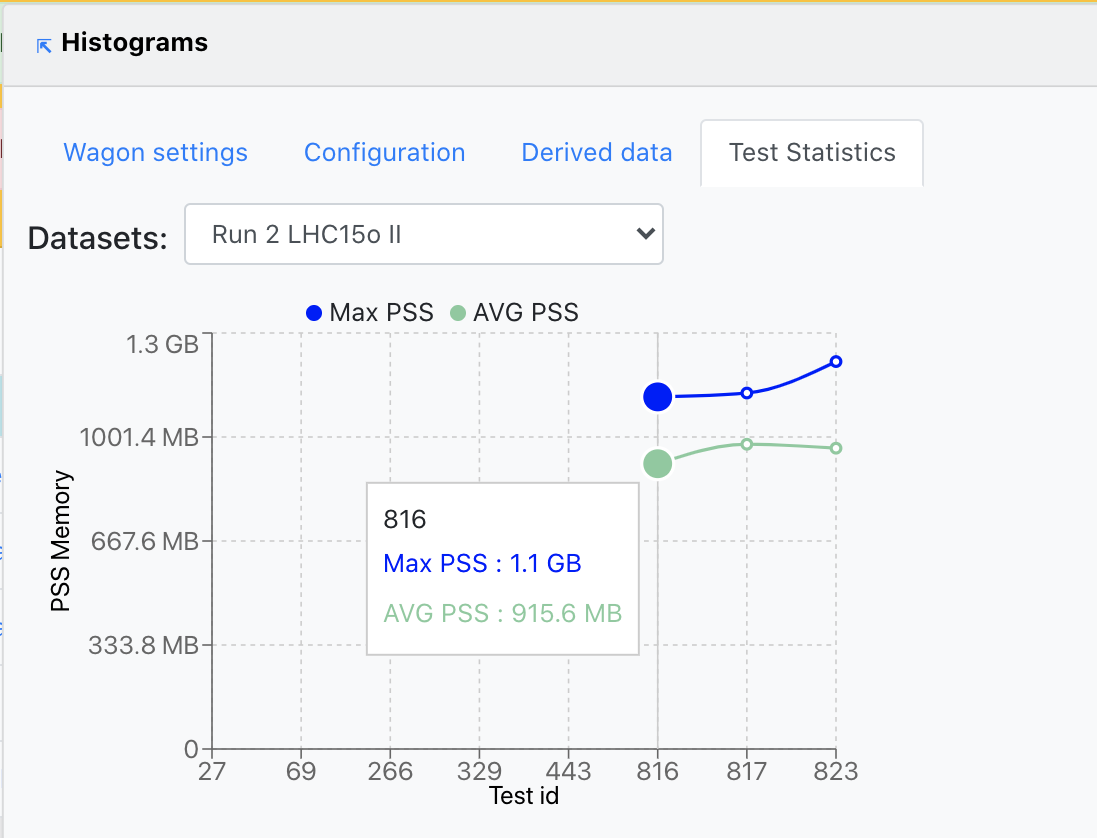 Histograms
Wagon settings Configuration Derived data Test Statistics
Datasets: Run 2 LHC15o II
Max PSS AVG PSS
1.3 GB
1001.4 MB
667.6 MB
333.8 MB
0
PSS Memory
816
Max PSS : 1.1 GB
AVG PSS : 915.6 MB
27 69 266 329 443 816 817 823
Test id